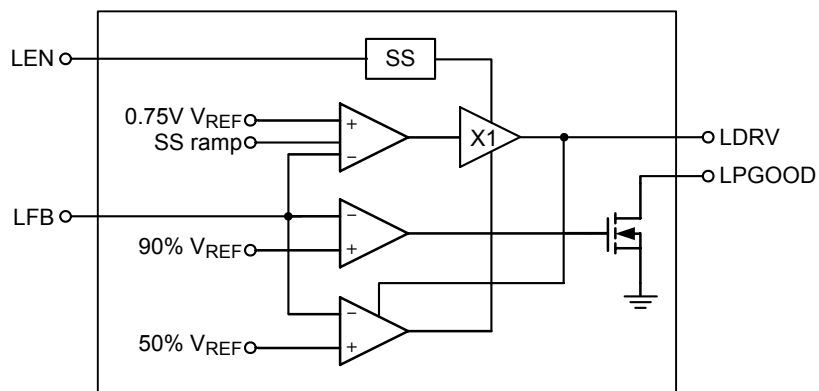 LEN
SS
0.75V VREF
SS ramp
+
−
X1
LDRV
LPGOOD
LFB
−
+
90% VREF
−
+
50% VREF